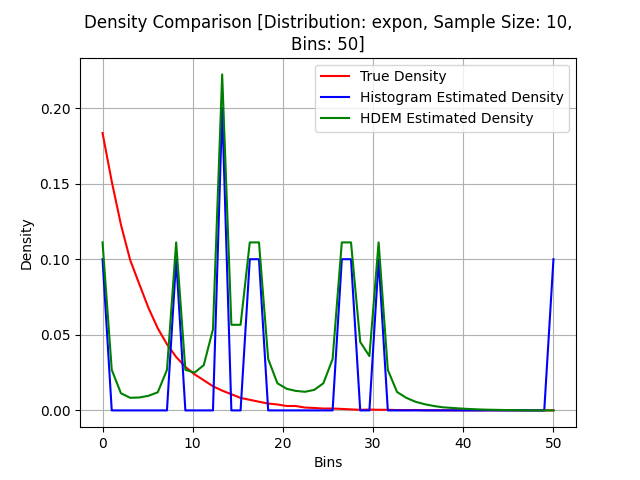 Density Comparison [Distribution: expon, Sample Size: 10,
Bins: 50]
True Density
Histogram Estimated Density
HDEM Estimated Density
Density
0.20
0.15
0.10
0.05
0.00
0
10
20
30
40
50
Bins